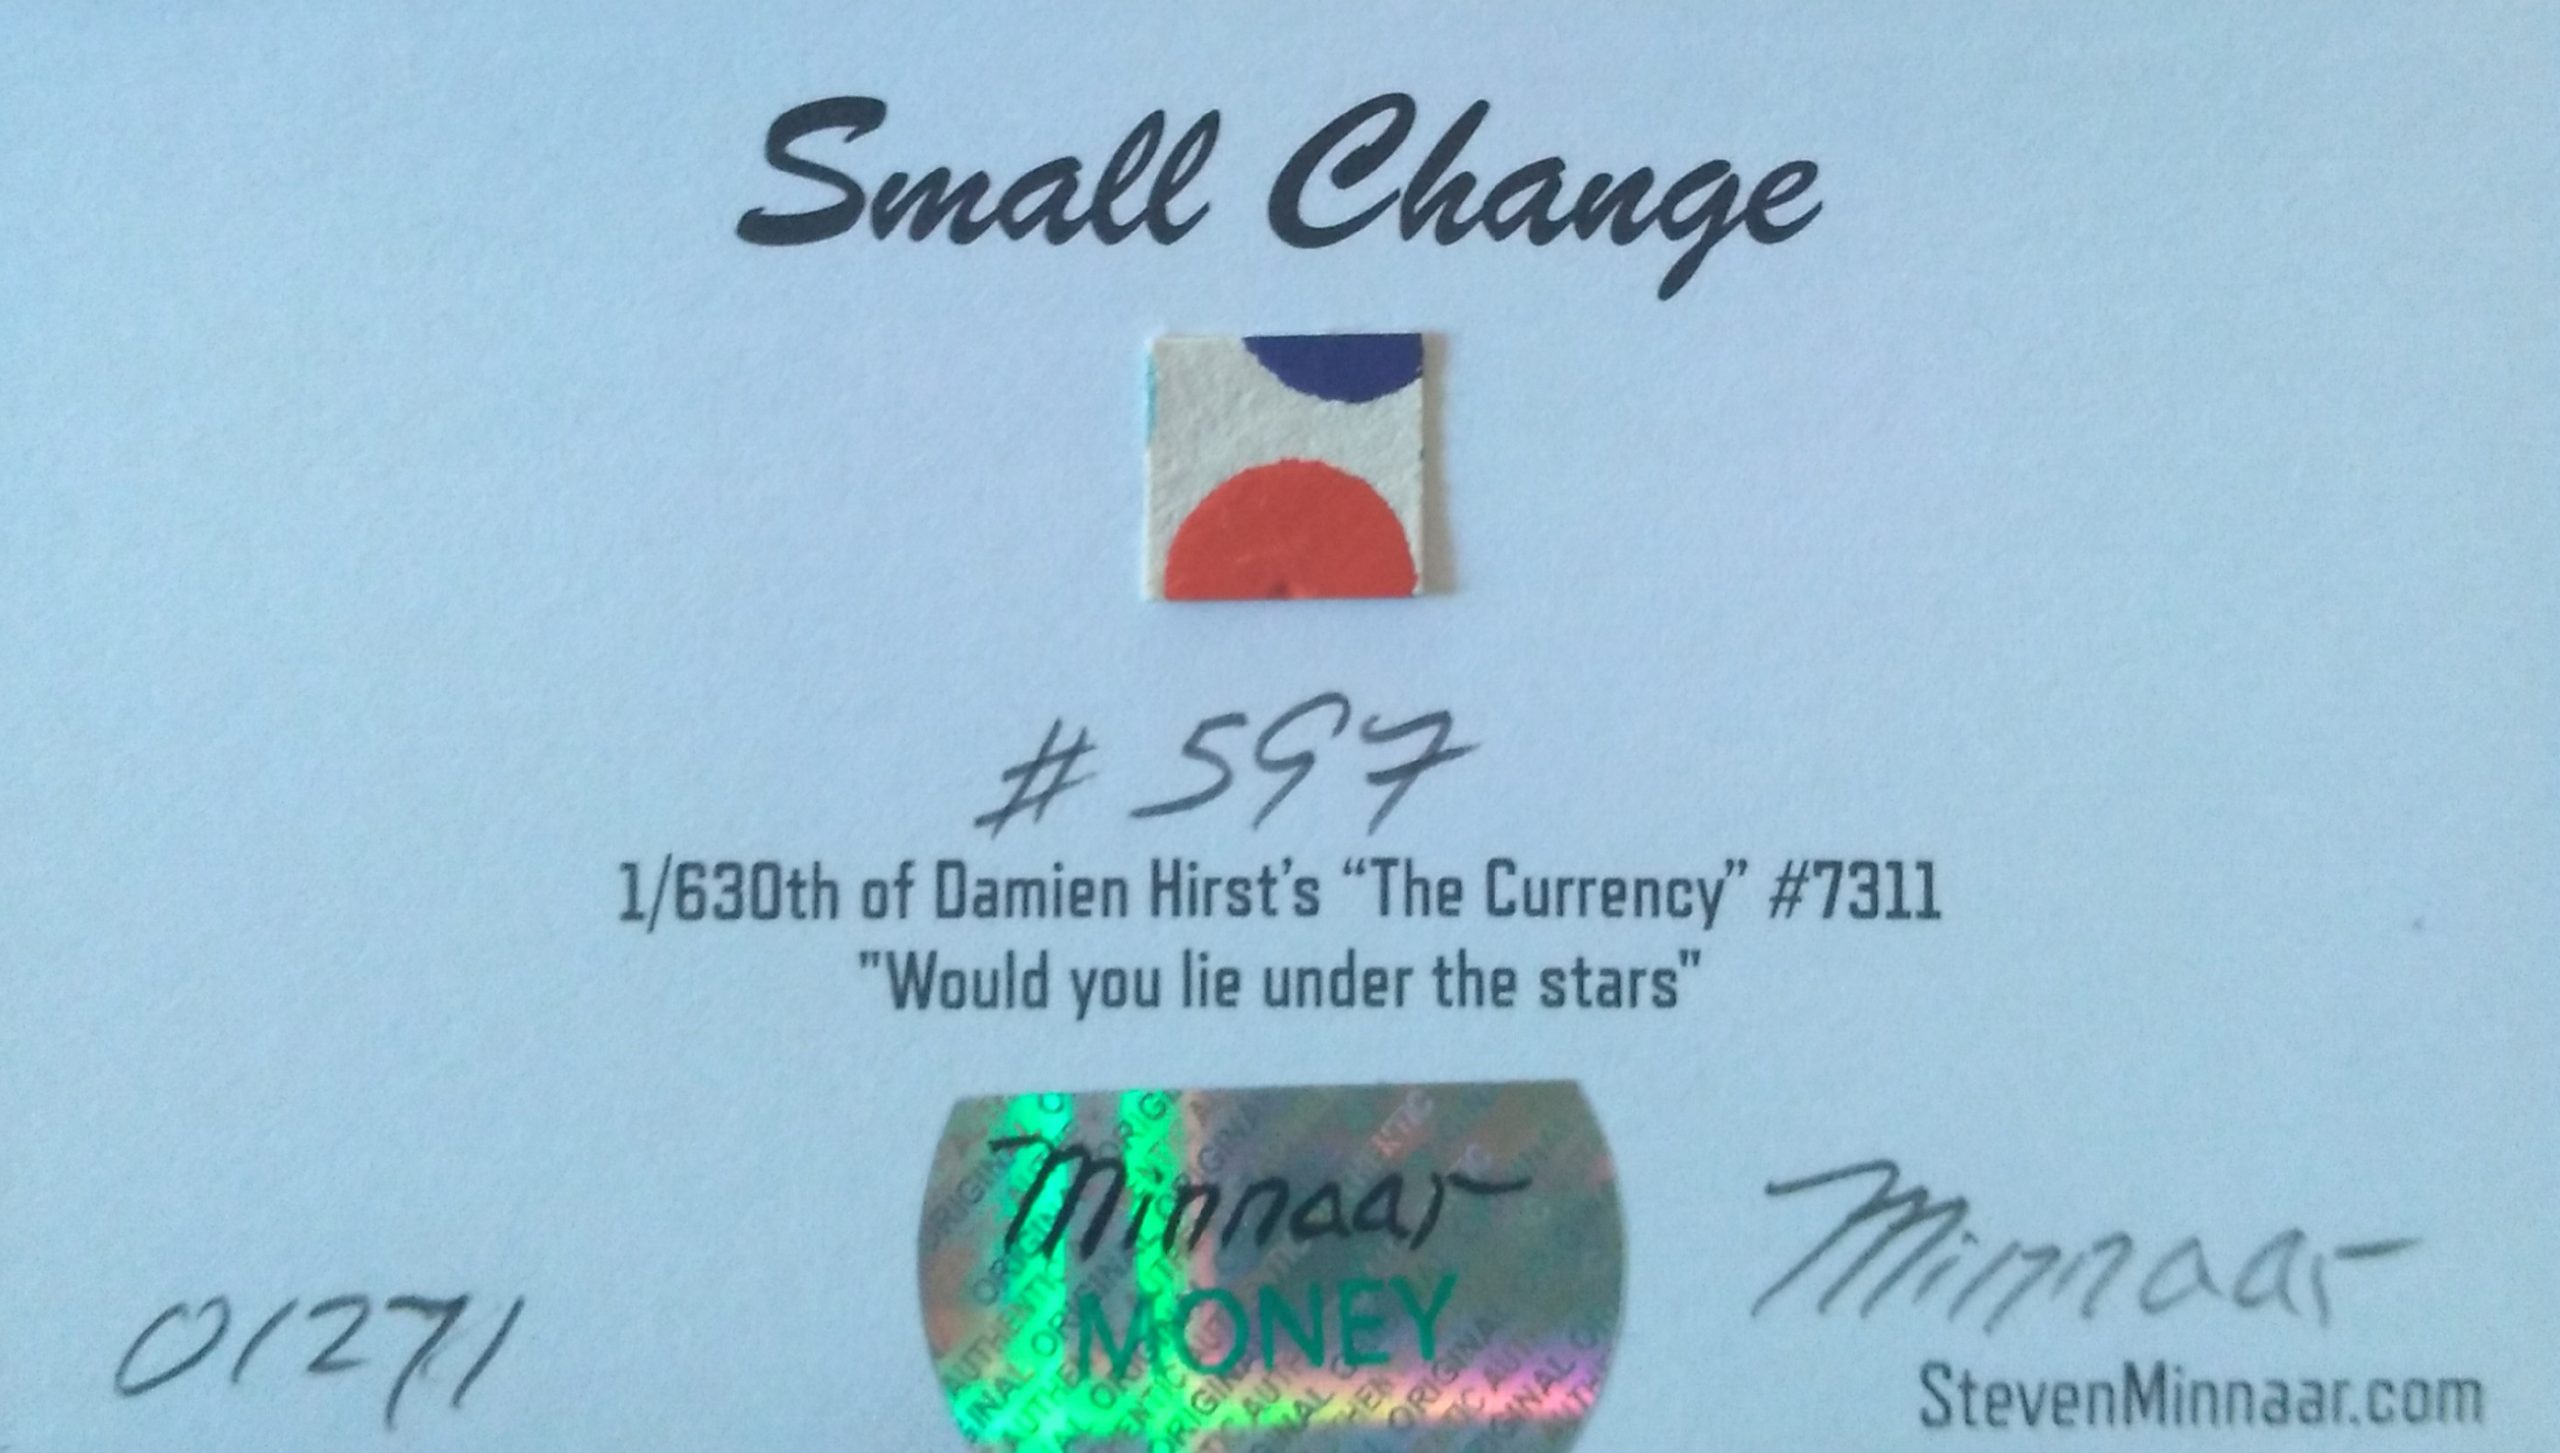 Small Change
# 597
1/630th of Damien Hirst's “The Currency” #7311
"Would you lie under the stars"
Minnaar
MONEY
01271
Minnaar
StevenMinnaar.com